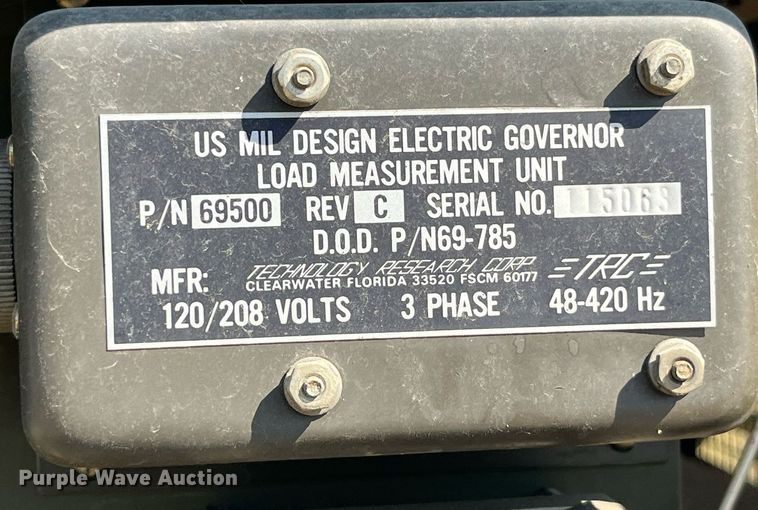 US MIL DESIGN ELECTRIC GOVERNOR
LOAD MEASUREMENT UNIT
P/N 69500 REV C SERIAL NO. 115063
D.O.D. P/N69-785
MFR: TECHNOLOGY RESEARCH CORP. TRC
CLEARWATER FLORIDA 33520 FSCM 60177
120/208 VOLTS 3 PHASE 48-420 Hz
Purple Wave Auction